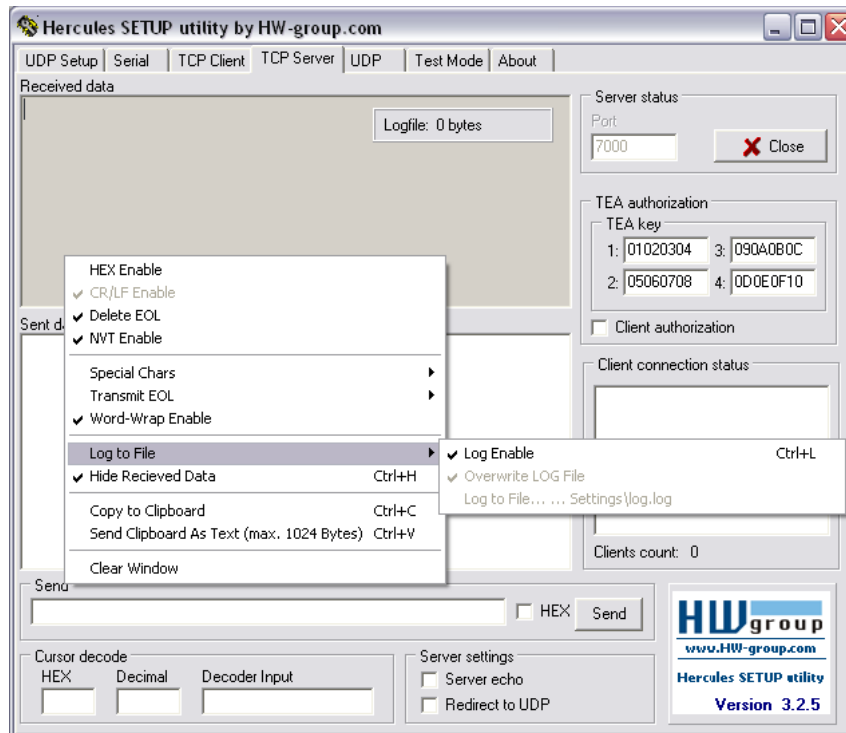 Hercules SETUP utility by HW-group.com
UDP Setup Serial TCP Client TCP Server UDP Test Mode About
Received data
Logfile: 0 bytes
Server status
Port
7000
Close
TEA authorization
TEA key
1: 01020304 3: 090A0B0C
2: 05060708 4: 0D0E0F10
Client authorization
HEX Enable
CR/LF Enable
Delete EOL
NVT Enable
Special Chars
Transmit EOL
Word-Wrap Enable
Log to File
Hide Recieved Data Ctrl+H
Copy to Clipboard Ctrl+C
Send Clipboard As Text (max. 1024 Bytes) Ctrl+V
Clear Window
Log Enable Ctrl+L
Overwrite LOG File
Log to File... ... Settings\log.log
Sent d
Client connection status
Clients count: 0
Send
HEX Send
Cursor decode
HEX Decimal Decoder Input
Server settings
Server echo
Redirect to UDP
HWgroup
www.HW-group.com
Hercules SETUP utility
Version 3.2.5